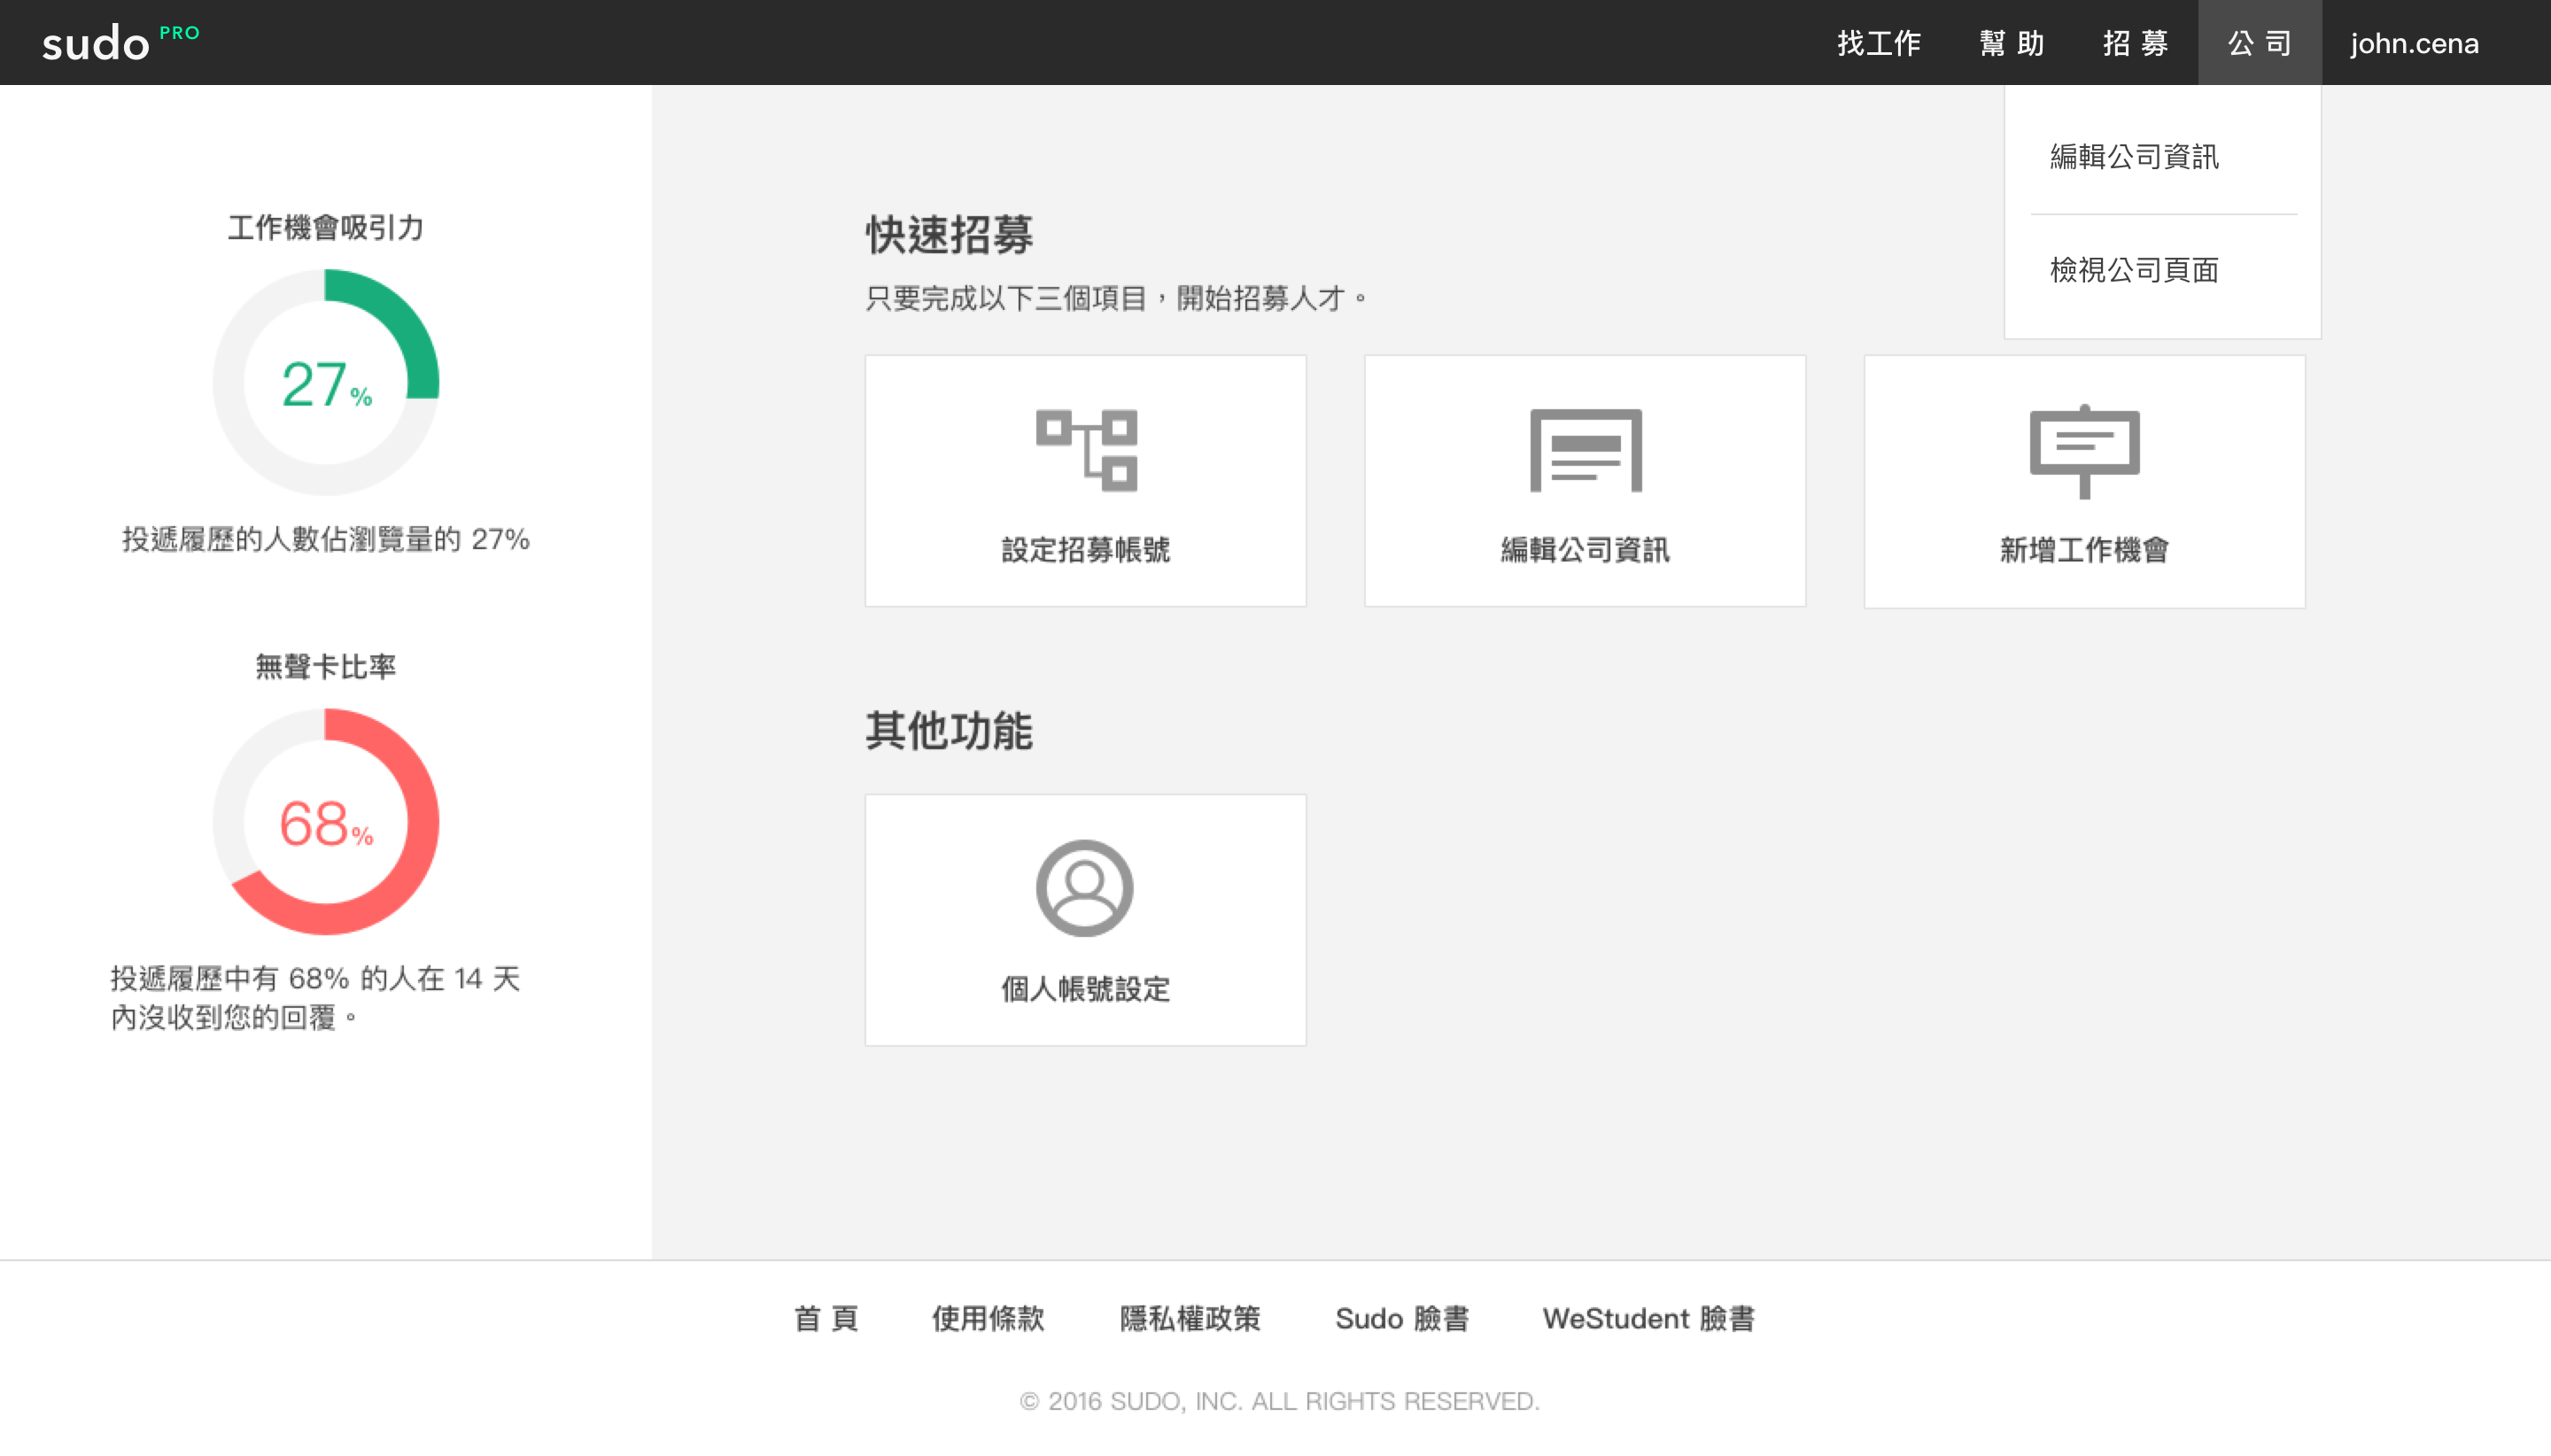 sudo PRO
找工作
幫 助
招 募
公 司
john.cena
編輯公司資訊
檢視公司頁面
工作機會吸引力
27%
投遞履歷的人數佔瀏覽量的 27%
無聲卡比率
68%
投遞履歷中有 68% 的人在 14 天
內沒收到您的回覆。
快速招募
只要完成以下三個項目，開始招募人才。
設定招募帳號
編輯公司資訊
新增工作機會
其他功能
個人帳號設定
首 頁
使用條款
隱私權政策
Sudo 臉書
WeStudent 臉書
© 2016 SUDO, INC. ALL RIGHTS RESERVED.